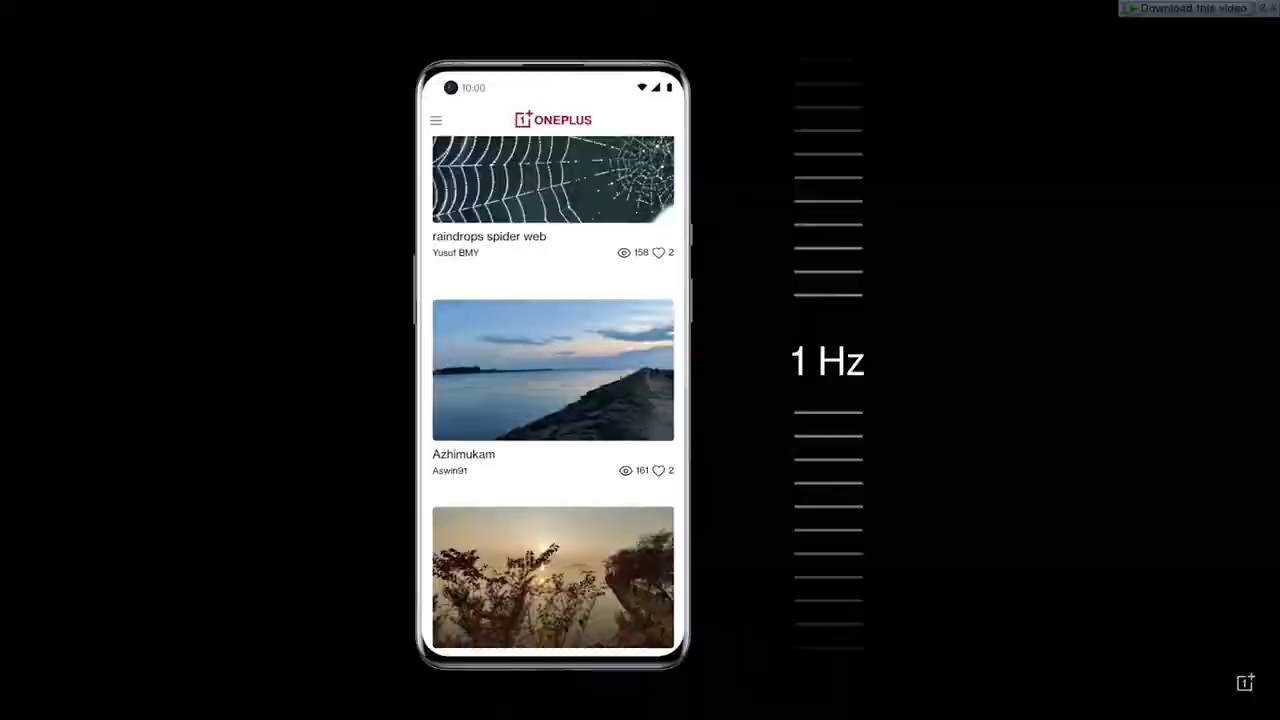 Download this video
10:00
ONEPLUS
raindrops spider web
Yusuf BMY
158 2
1 Hz
Azhimukam
Aswin91
161 2